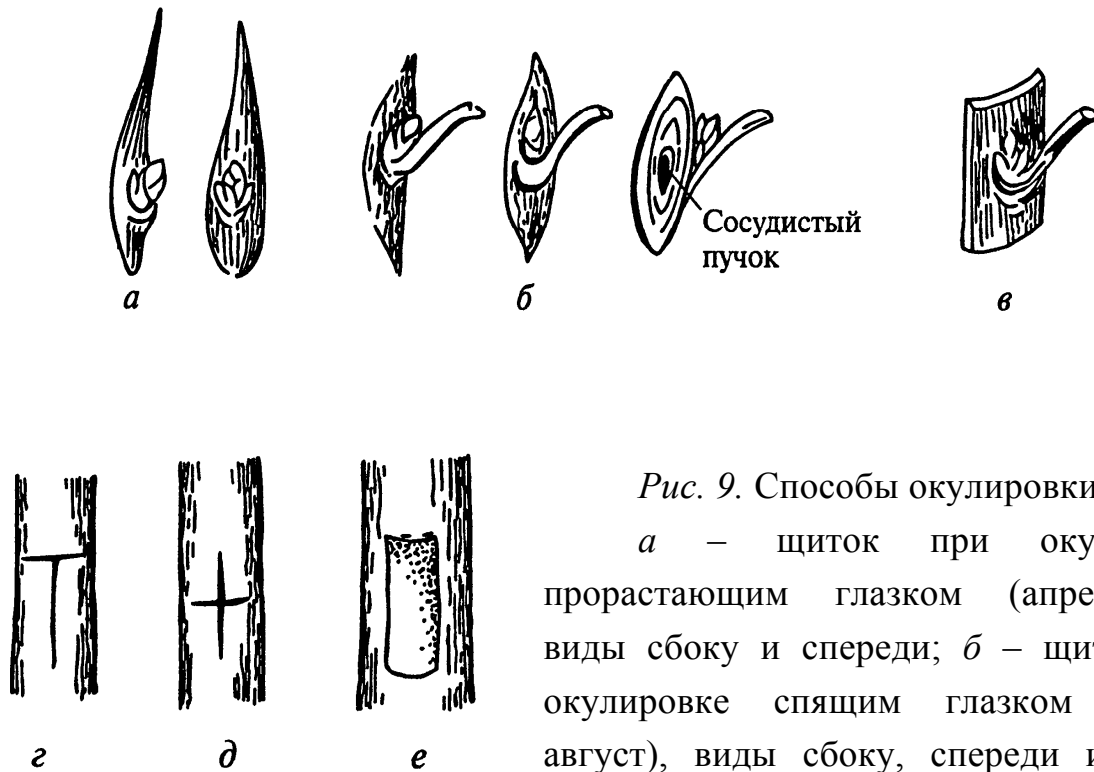 Сосудистый
пучок
а
б
в
Рис. 9. Способы окулировки
а – щиток при оку
прорастающим глазком (апре
виды сбоку и спереди; б – щит
окулировке спящим глазком
август), виды сбоку, спереди и
г
д
е